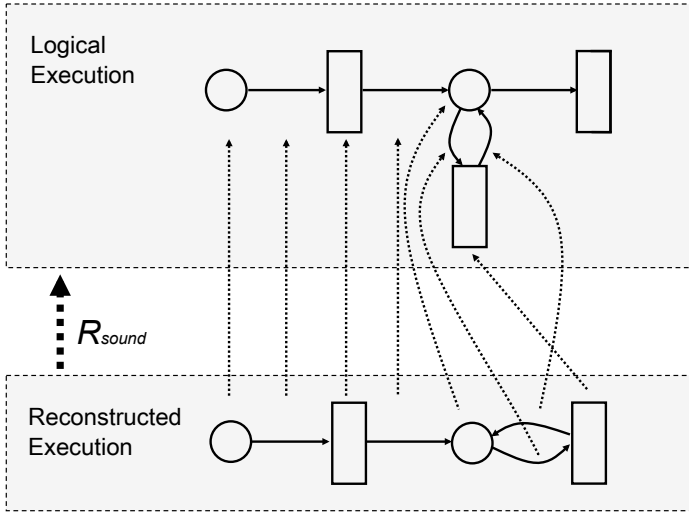 Logical
Execution
Rsound
Reconstructed
Execution